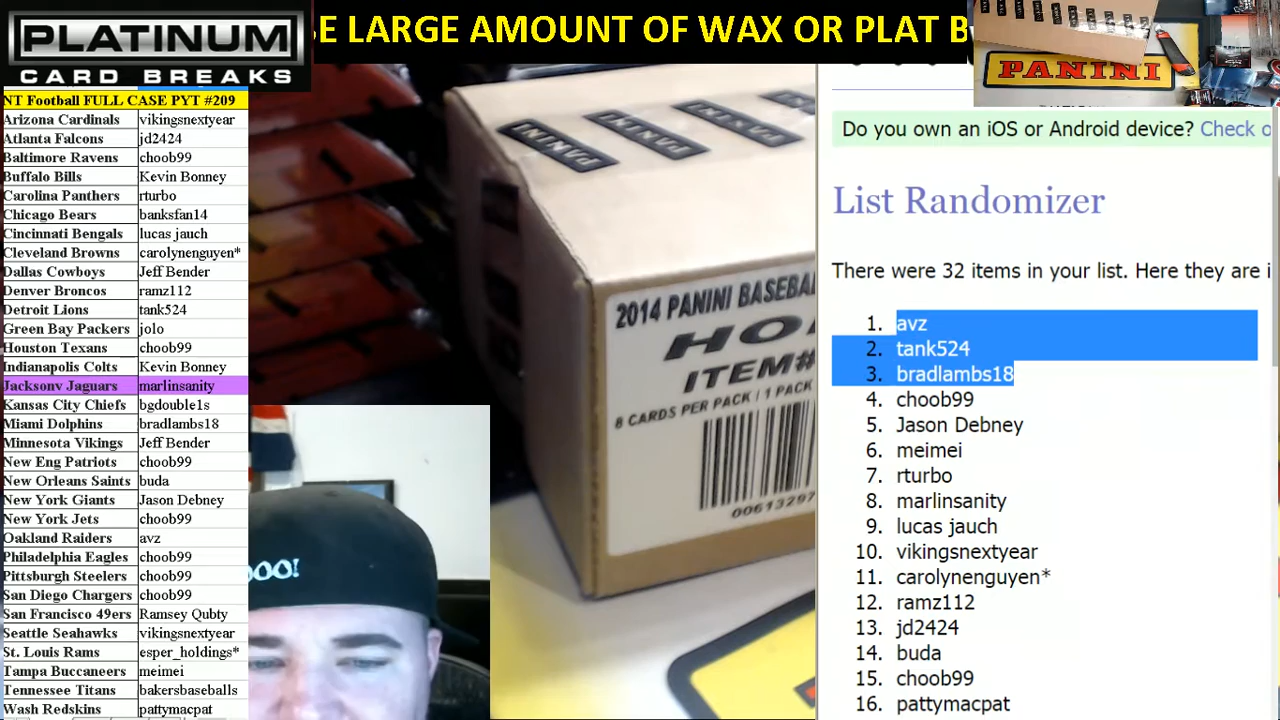 PLATINUM
CARD BREAKS
E LARGE AMOUNT OF WAX OR PLAT B
PANINI
NT Football FULL CASE PYT #209
Arizona Cardinals vikingsnextyear
Atlanta Falcons jd2424
Baltimore Ravens choob99
Buffalo Bills Kevin Bonney
Carolina Panthers rturbo
Chicago Bears banksfan14
Cincinnati Bengals lucas jauch
Cleveland Browns carolynenguyen*
Dallas Cowboys Jeff Bender
Denver Broncos ramz112
Detroit Lions tank524
Green Bay Packers jolo
Houston Texans choob99
Indianapolis Colts Kevin Bonney
Jacksonv Jaguars marlinsanity
Kansas City Chiefs bgdouble1s
Miami Dolphins bradlambs18
Minnesota Vikings Jeff Bender
New Eng Patriots choob99
New Orleans Saints buda
New York Giants Jason Debney
New York Jets choob99
Oakland Raiders avz
Philadelphia Eagles choob99
Pittsburgh Steelers choob99
San Diego Chargers choob99
San Francisco 49ers Ramsey Qubty
Seattle Seahawks vikingsnextyear
St. Louis Rams esper_holdings*
Tampa Buccaneers meimei
Tennessee Titans bakersbaseballs
Wash Redskins pattymacpat
PANINI
PANINI
PANINI
2014 PANINI BASEBA
HO
ITEM#
8 CARDS PER PACK / 1 PACK
00613297
OOO!
Do you own an iOS or Android device? Check o
List Randomizer
There were 32 items in your list. Here they are i
1. avz
2. tank524
3. bradlambs18
4. choob99
5. Jason Debney
6. meimei
7. rturbo
8. marlinsanity
9. lucas jauch
10. vikingsnextyear
11. carolynenguyen*
12. ramz112
13. jd2424
14. buda
15. choob99
16. pattymacpat